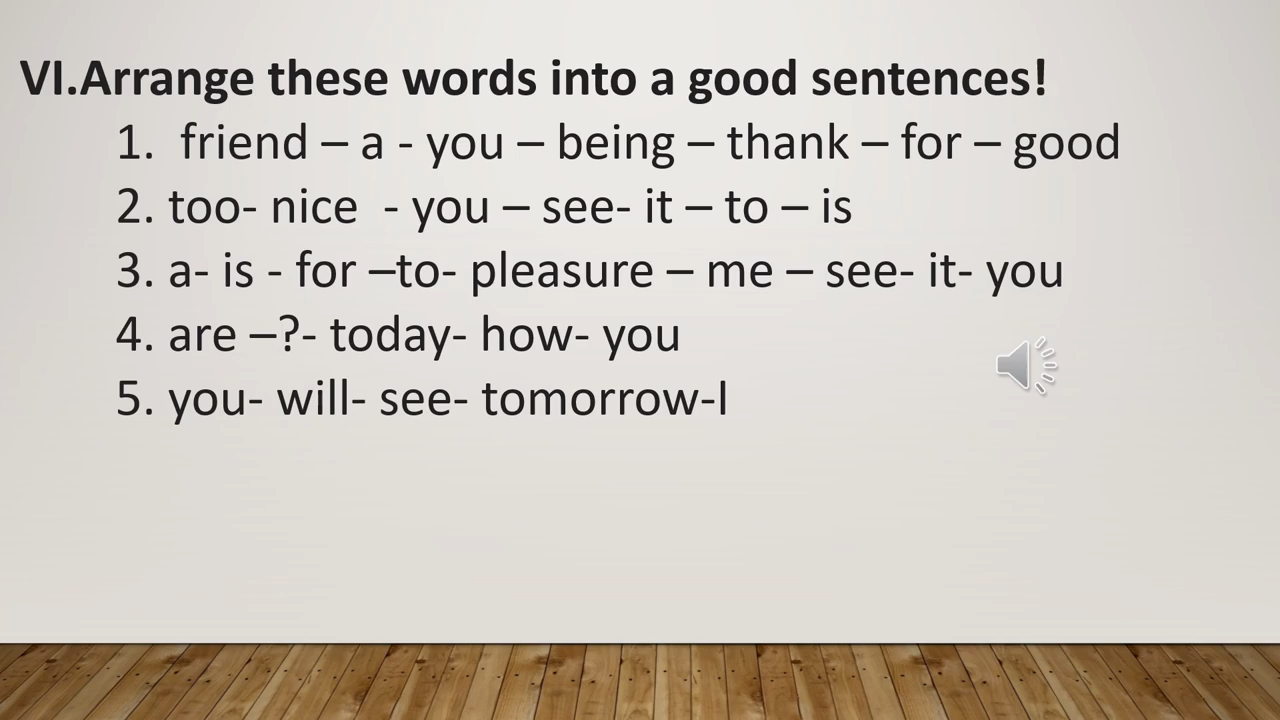 VI.Arrange these words into a good sentences!
1. friend – a - you – being – thank – for – good
2. too- nice - you – see- it – to – is
3. a- is - for –to- pleasure – me – see- it- you
4. are –?- today- how- you
5. you- will- see- tomorrow-I